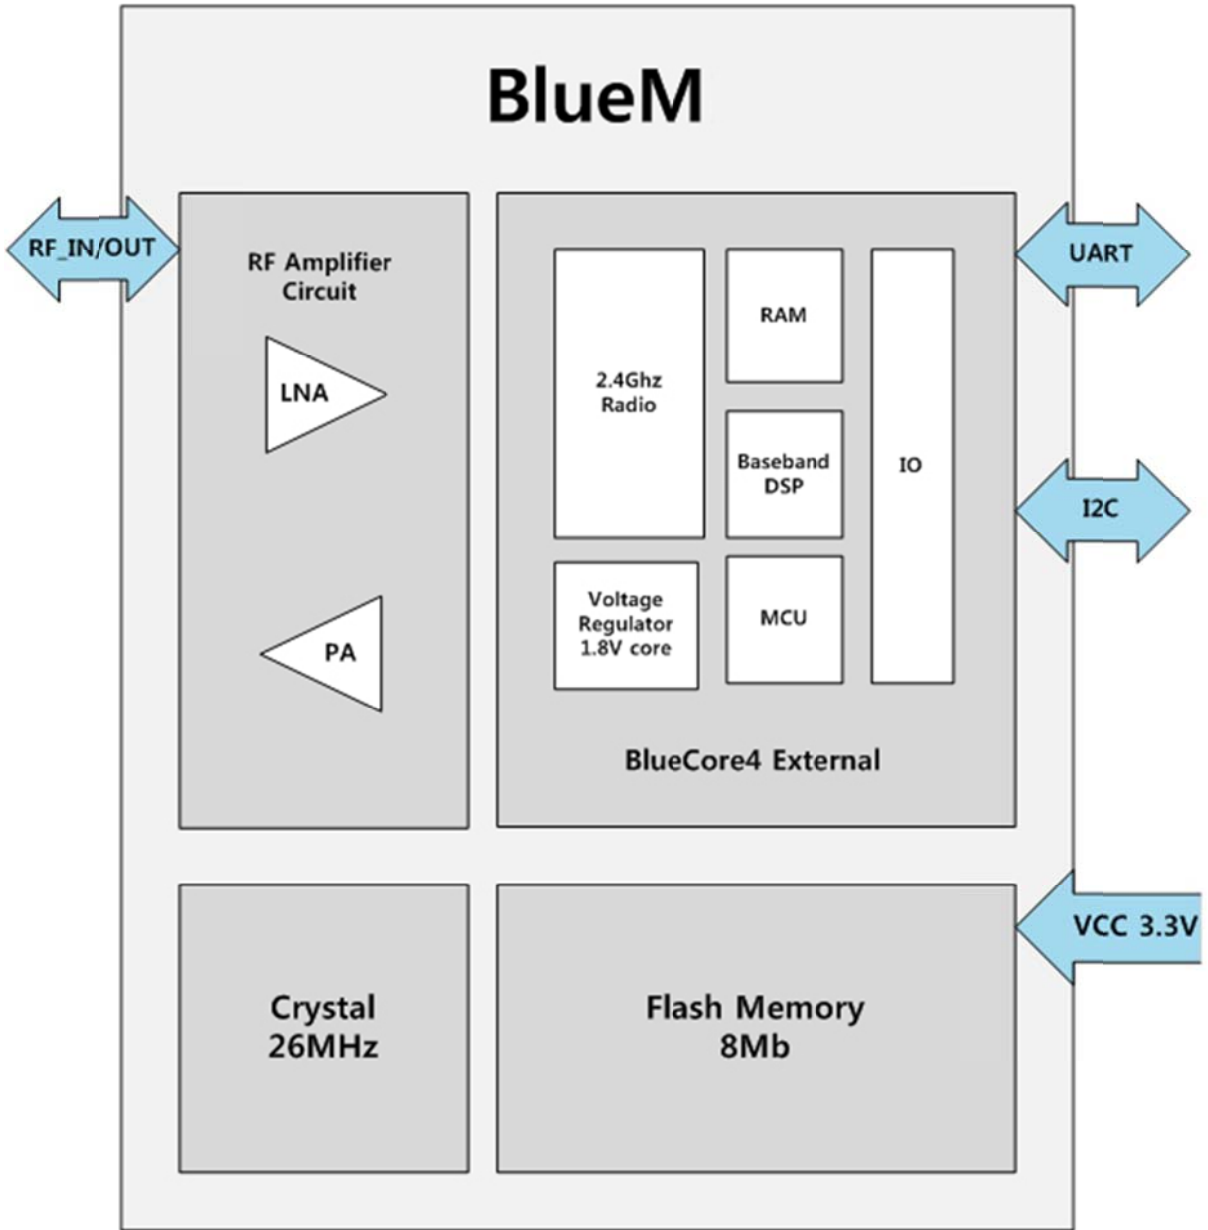 BlueM
RF_IN/OUT
RF Amplifier
Circuit
LNA
PA
2.4Ghz
Radio
RAM
Baseband
DSP
IO
Voltage
Regulator
1.8V core
MCU
BlueCore4 External
UART
I2C
VCC 3.3V
Crystal
26MHz
Flash Memory
8Mb